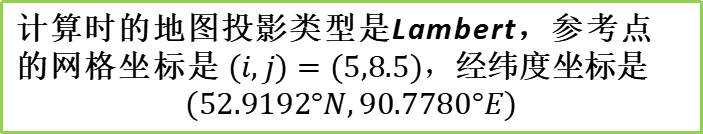 计算时的地图投影类型是Lambert，参考点
的网格坐标是 (i,j) = (5,8.5)，经纬度坐标是
(52.9192°N, 90.7780°E)